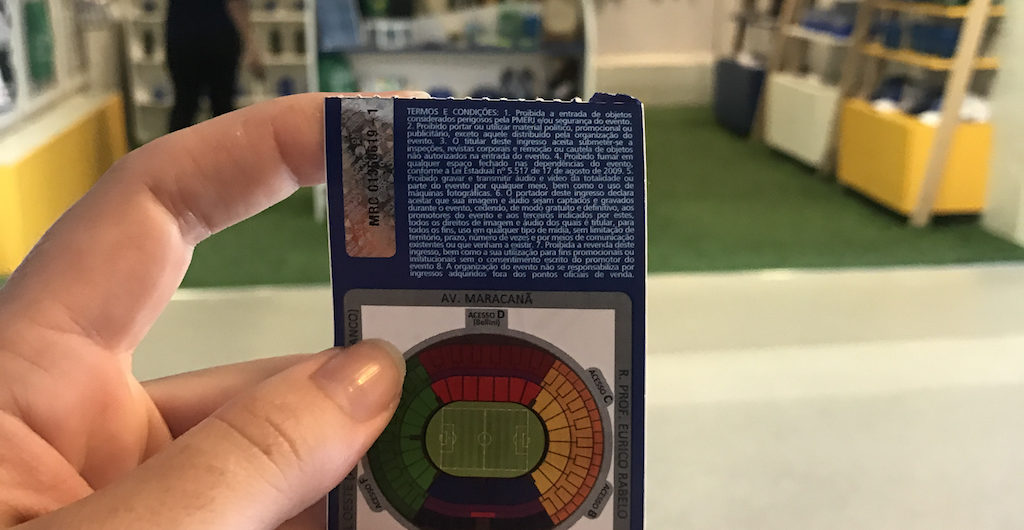 TERMOS E CONDIÇÕES: 1. Proibida a entrada de objetos
considerados perigosos pela PMERJ e/ou segurança do evento.
2. Proibido portar ou utilizar material político, promocional ou
publicitário, exceto aquele distribuído pela organização do
evento. 3. O titular deste ingresso aceita submeter-se a
inspeções, revistas corporais e remoção ou cautela de objetos
não autorizados na entrada do evento. 4. Proibido fumar em
qualquer espaço fechado nas dependências do evento,
conforme a Lei Estadual nº 5.517 de 17 de agosto de 2009. 5.
Proibido gravar e transmitir áudio e vídeo da totalidade ou
parte do evento por qualquer meio, bem como o uso de
máquinas fotográficas. 6. O portador deste ingresso declara
aceitar que sua imagem e áudio sejam captados e gravados
durante o evento, cedendo, de modo gratuito e definitivo, aos
promotores do evento e aos terceiros indicados por estes,
todos os direitos de imagem e áudio dos quais é titular, para
todos os fins, uso em qualquer tipo de mídia, sem limitação de
território, prazo, número de vezes e por meios de comunicação
existentes ou que venham a existir. 7. Proibida a revenda deste
ingresso, bem como a sua utilização para fins promocionais ou
institucionais sem o consentimento escrito do promotor do
evento 8. A organização do evento não se responsabiliza por
ingressos adquiridos fora dos pontos oficiais de venda.
MRC
AV. MARACANÃ
ACESSO D
(Bellini)
ACESSO C
R. PROF. EURICO RABELO
ACESSO B
ACESSO F